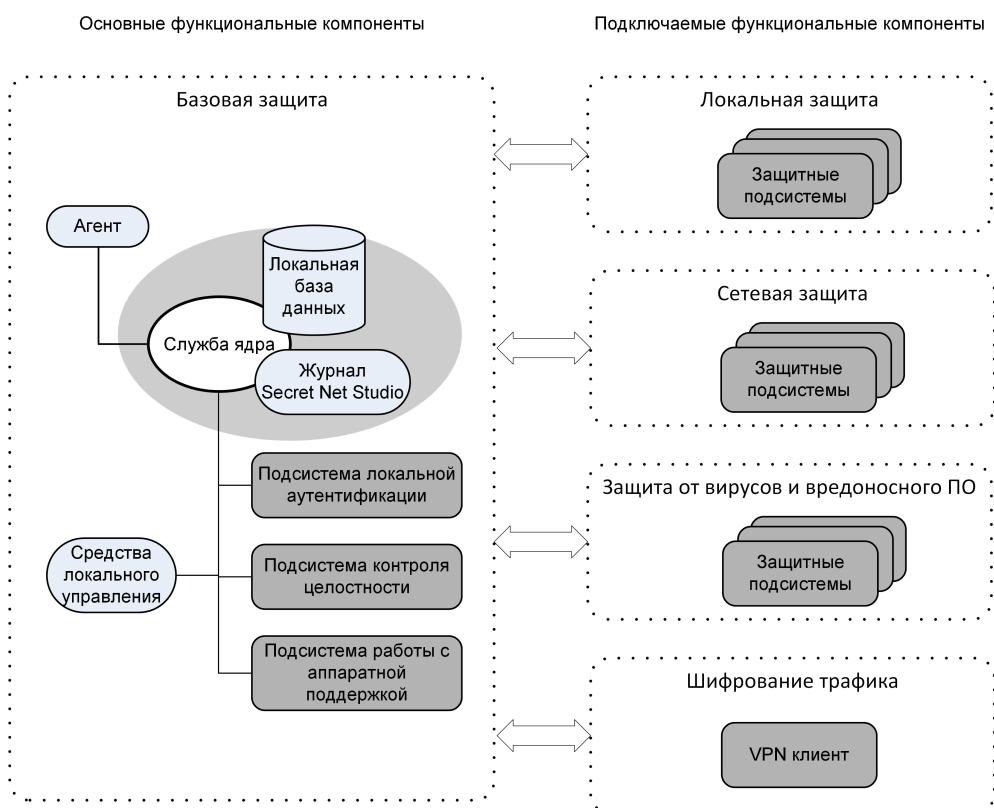 Основные функциональные компоненты
Подключаемые функциональные компоненты
Базовая защита
Агент
Локальная
база
данных
Служба ядра
Журнал
Secret Net Studio
Подсистема локальной
аутентификации
Средства
локального
управления
Подсистема контроля
целостности
Подсистема работы с
аппаратной
поддержкой
Локальная защита
Защитные
подсистемы
Сетевая защита
Защитные
подсистемы
Защита от вирусов и вредоносного ПО
Защитные
подсистемы
Шифрование трафика
VPN клиент